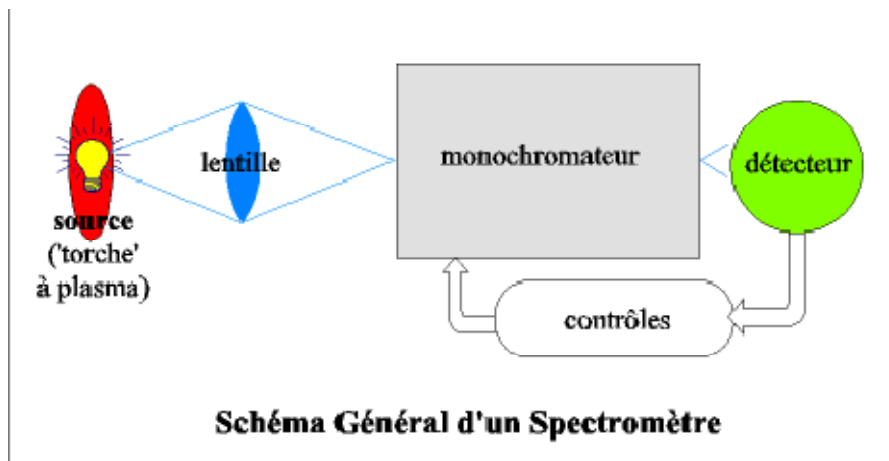 source
('torche'
à plasma)
lentille
monochromateur
détecteur
contrôles
Schéma Général d'un Spectromètre